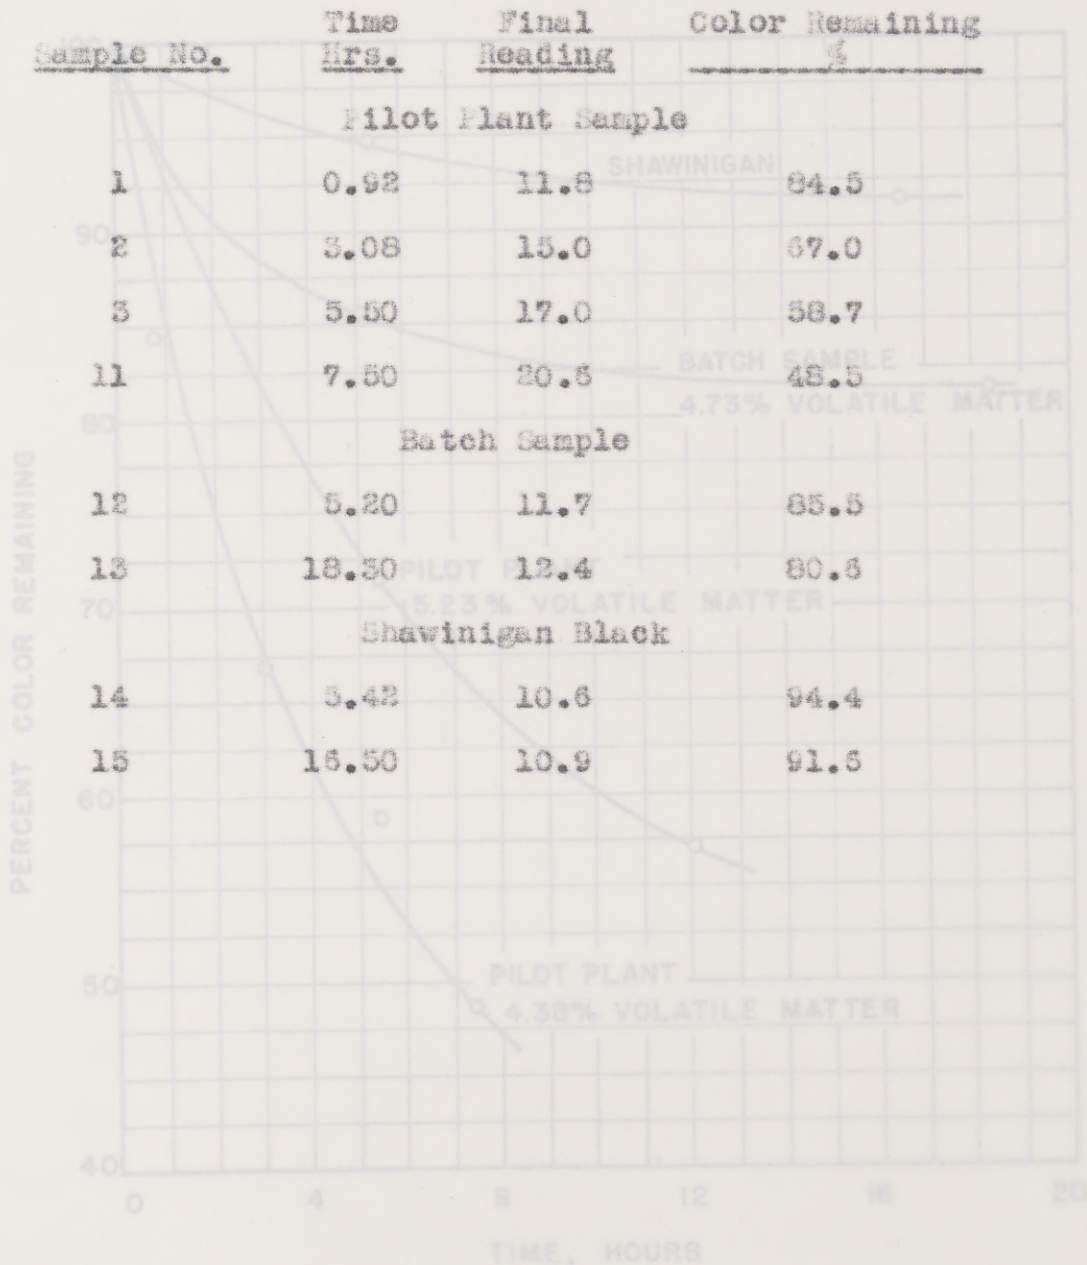 Time Final Color Remaining
Sample No. Hrs. Reading %
Pilot Plant Sample
1 0.92 11.8 84.5
2 3.08 15.0 67.0
3 5.50 17.0 58.7
11 7.50 20.6 48.5
Batch Sample
12 5.20 11.7 85.5
13 18.30 12.4 80.6
Shawinigan Black
14 5.42 10.6 94.4
15 16.50 10.9 91.6
PERCENT COLOR REMAINING
100
90
80
70
60
50
40
SHAWINIGAN
BATCH SAMPLE
4.73% VOLATILE MATTER
PILOT PLANT
15.23% VOLATILE MATTER
PILOT PLANT
4.38% VOLATILE MATTER
0 4 8 12 16 20
TIME, HOURS